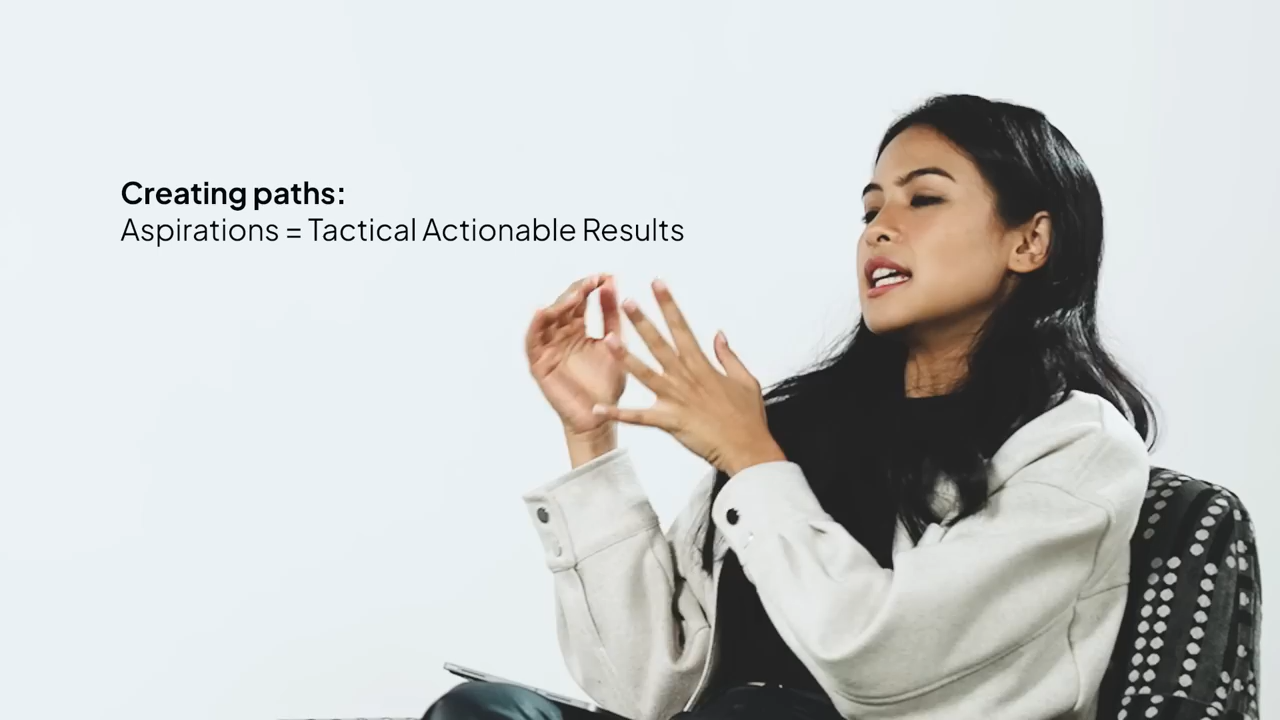 Creating paths:
Aspirations = Tactical Actionable Results